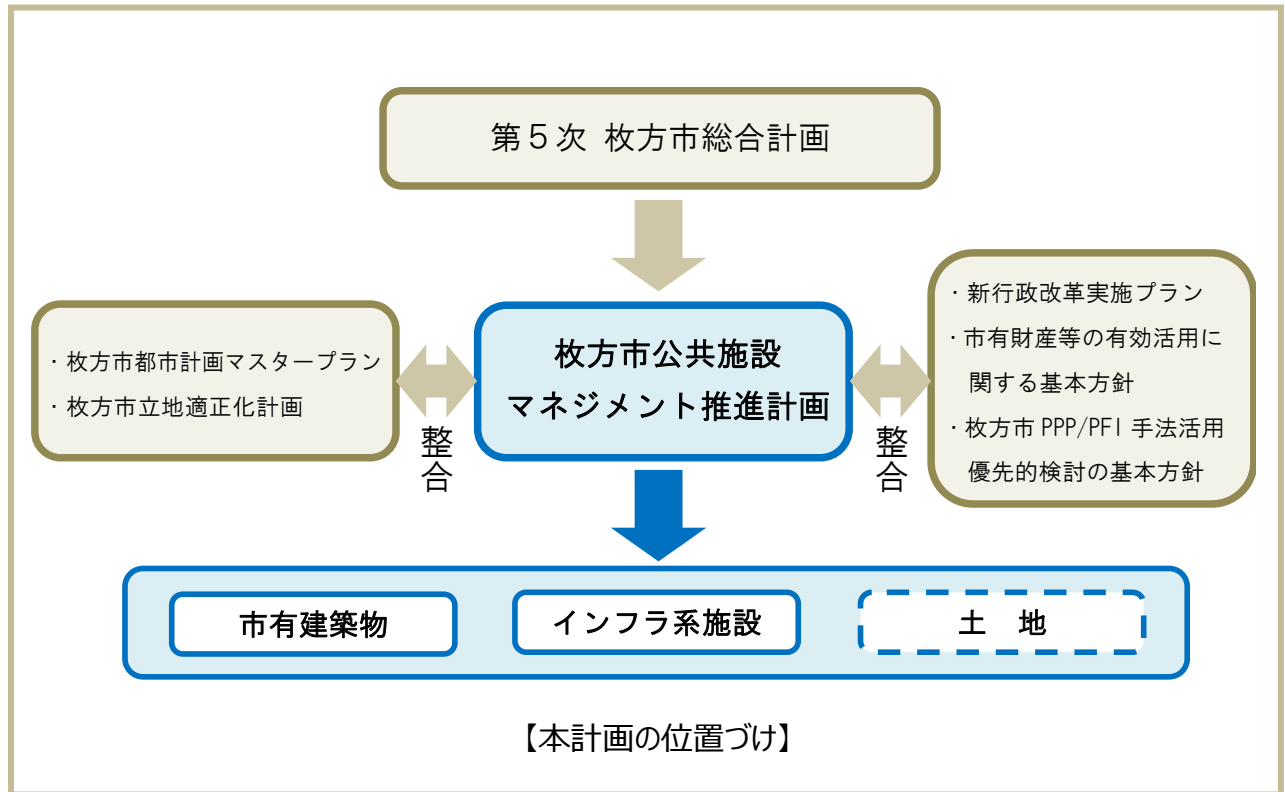 第5次 枚方市総合計画
・枚方市都市計画マスタープラン
・枚方市立地適正化計画
整合
枚方市公共施設
マネジメント推進計画
整合
・新行政改革実施プラン
・市有財産等の有効活用に
関する基本方針
・枚方市 PPP/PFI 手法活用
優先的検討の基本方針
市有建築物
インフラ系施設
土 地
【本計画の位置づけ】